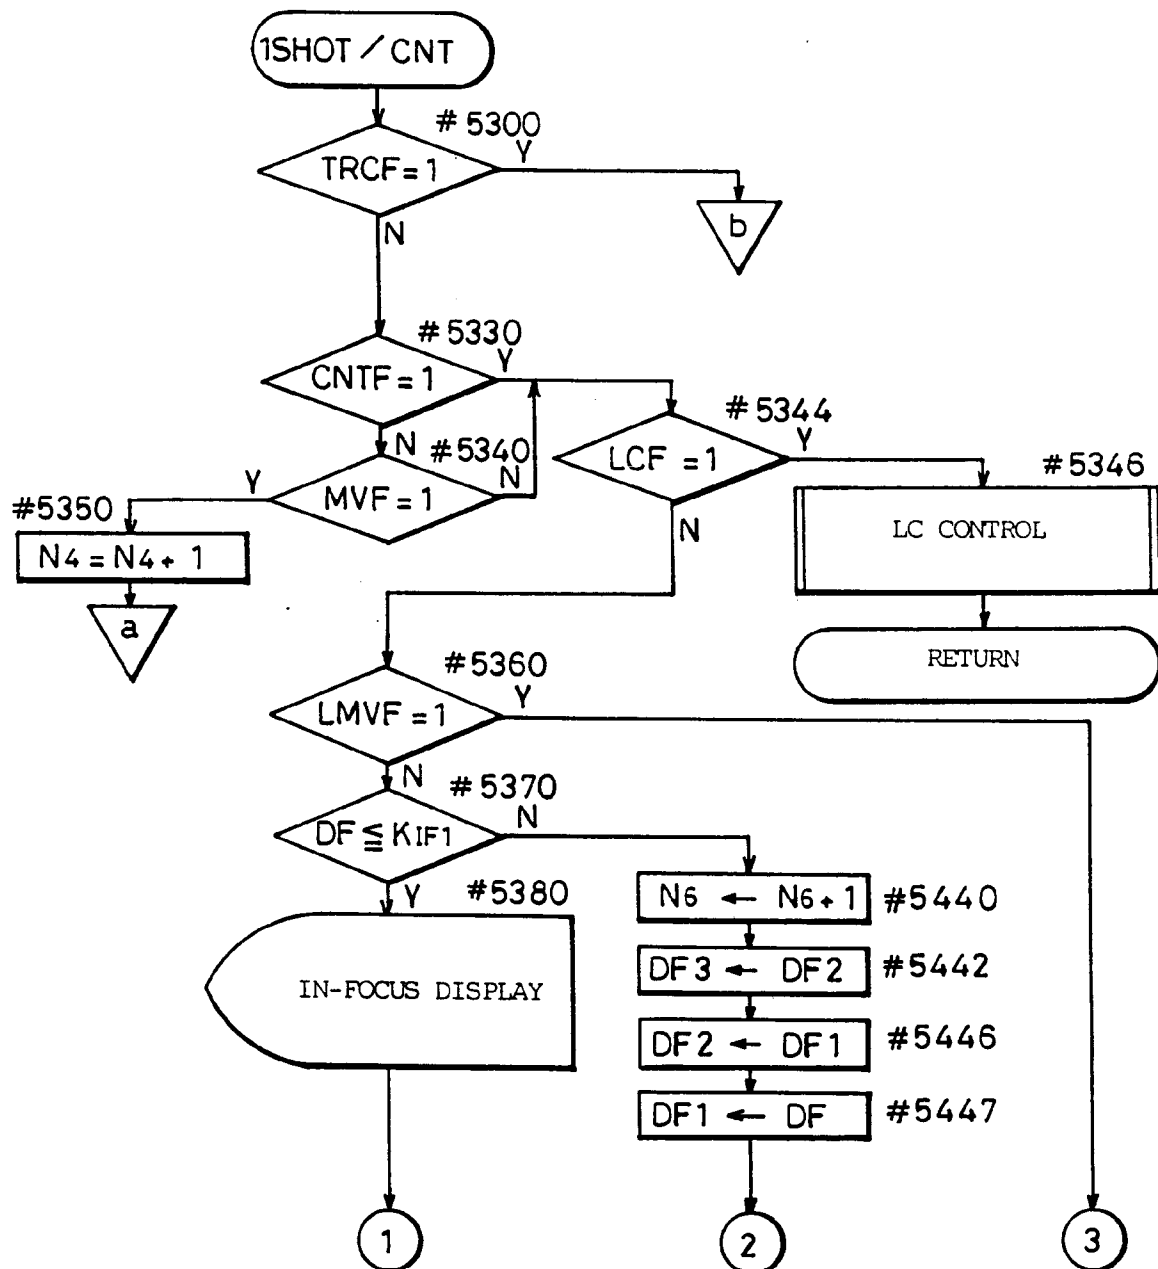 1SHOT / CNT
#5300
TRCF = 1
Y
N
b
#5330
CNTF = 1
Y
N
#5340
MVF = 1
N
Y
#5344
LCF = 1
Y
N
#5346
LC CONTROL
RETURN
#5350
N4 = N4 + 1
a
#5360
LMVF = 1
Y
N
#5370
DF ≦ KIF1
N
Y
#5380
IN-FOCUS DISPLAY
N6 ← N6 + 1 #5440
DF3 ← DF2 #5442
DF2 ← DF1 #5446
DF1 ← DF #5447
1
2
3